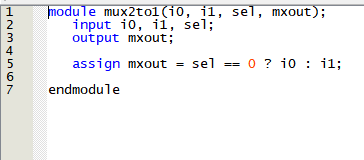 1 module mux2to1(i0, i1, sel, mxout);
2 input i0, i1, sel;
3 output mxout;
4
5 assign mxout = sel == 0 ? i0 : i1;
6
7 endmodule